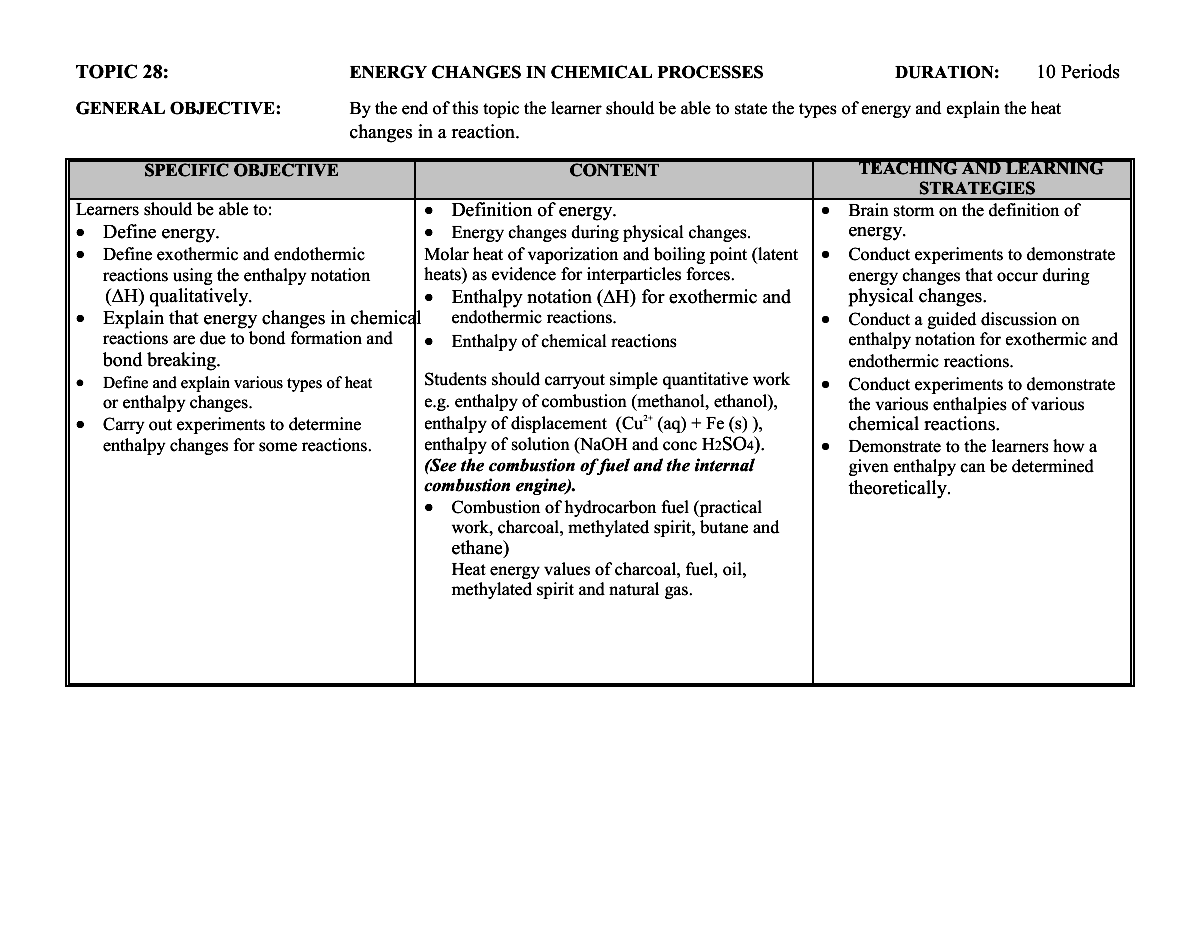 TOPIC 28: ENERGY CHANGES IN CHEMICAL PROCESSES DURATION: 10 Periods
GENERAL OBJECTIVE: By the end of this topic the learner should be able to state the types of energy and explain the heat
changes in a reaction.
SPECIFIC OBJECTIVE
Learners should be able to:
• Define energy.
• Define exothermic and endothermic
reactions using the enthalpy notation
(ΔH) qualitatively.
• Explain that energy changes in chemical
reactions are due to bond formation and
bond breaking.
• Define and explain various types of heat
or enthalpy changes.
• Carry out experiments to determine
enthalpy changes for some reactions.
CONTENT
• Definition of energy.
• Energy changes during physical changes.
Molar heat of vaporization and boiling point (latent
heats) as evidence for interparticles forces.
• Enthalpy notation (ΔH) for exothermic and
endothermic reactions.
• Enthalpy of chemical reactions
Students should carryout simple quantitative work
e.g. enthalpy of combustion (methanol, ethanol),
enthalpy of displacement (Cu²⁺ (aq) + Fe (s) ),
enthalpy of solution (NaOH and conc H2SO4).
(See the combustion of fuel and the internal
combustion engine).
• Combustion of hydrocarbon fuel (practical
work, charcoal, methylated spirit, butane and
ethane)
Heat energy values of charcoal, fuel, oil,
methylated spirit and natural gas.
TEACHING AND LEARNING
STRATEGIES
• Brain storm on the definition of
energy.
• Conduct experiments to demonstrate
energy changes that occur during
physical changes.
• Conduct a guided discussion on
enthalpy notation for exothermic and
endothermic reactions.
• Conduct experiments to demonstrate
the various enthalpies of various
chemical reactions.
• Demonstrate to the learners how a
given enthalpy can be determined
theoretically.